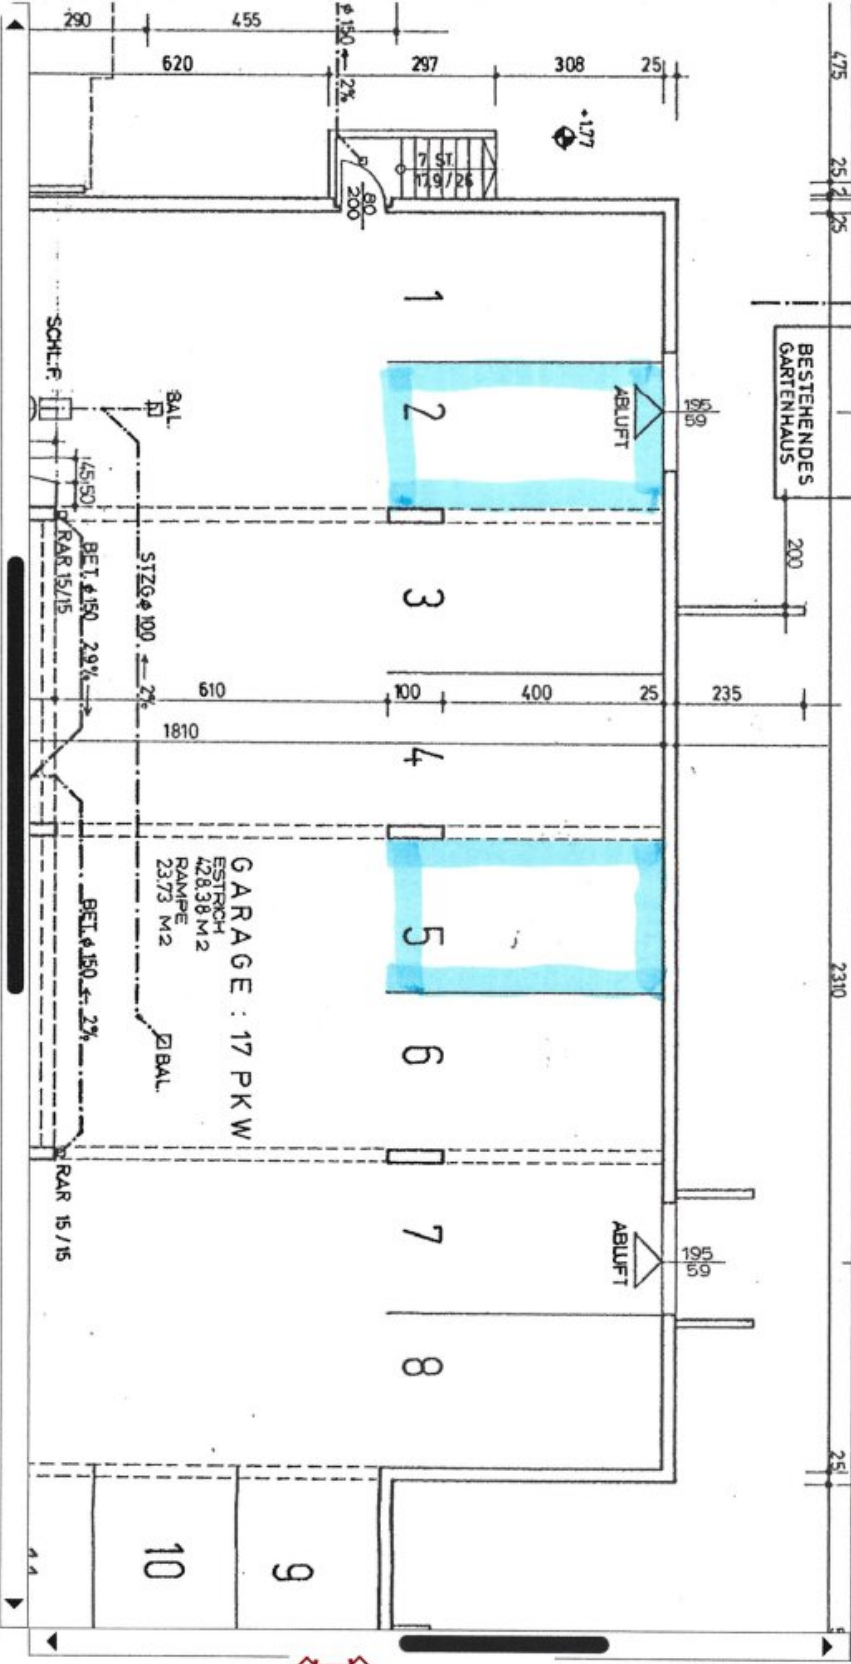 290
455
φ 150 ← 2%
620
297
308
25
475
+1.77
7 ST.
17.9 / 26
25
25
80
200
1
SCHL.F.
BAL.
2
ABLUFT
195
59
BESTEHENDES
GARTENHAUS
200
45 50
RAR 15/15
BET. φ 150 2.9% →
STZG φ 100 ← 2%
3
610
100
400
25
235
1810
4
GARAGE : 17 PKW
ESTRICH
428.38 M2
RAMPE
23.73 M2
5
BET. φ 150 ← 2%
2310
6
BAL.
RAR 15/15
7
ABLUFT
195
59
8
25
9
10